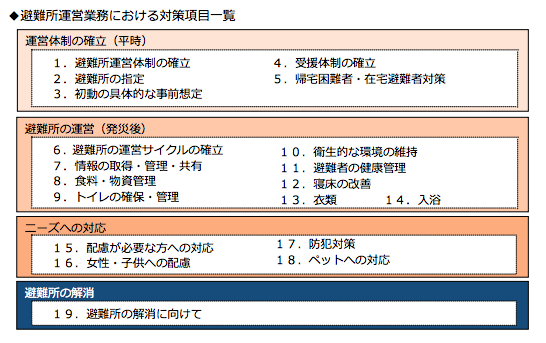 ◆避難所運営業務における対策項目一覧
運営体制の確立（平時）
１．避難所運営体制の確立
２．避難所の指定
３．初動の具体的な事前想定
４．受援体制の確立
５．帰宅困難者・在宅避難者対策
避難所の運営（発災後）
６．避難所の運営サイクルの確立
７．情報の取得・管理・共有
８．食料・物資管理
９．トイレの確保・管理
１０．衛生的な環境の維持
１１．避難者の健康管理
１２．寝床の改善
１３．衣類　　　１４．入浴
ニーズへの対応
１５．配慮が必要な方への対応
１６．女性・子供への配慮
１７．防犯対策
１８．ペットへの対応
避難所の解消
１９．避難所の解消に向けて